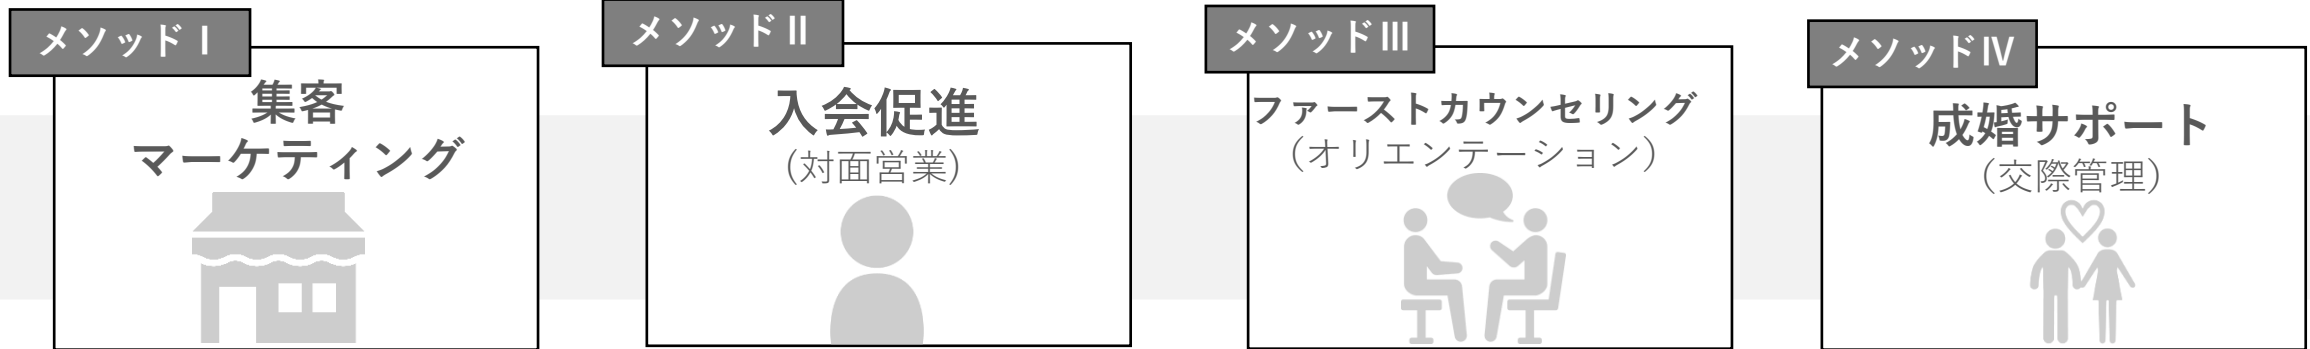 メソッドⅠ
集客
マーケティング
メソッドⅡ
入会促進
(対面営業)
メソッドⅢ
ファーストカウンセリング
(オリエンテーション)
メソッドⅣ
成婚サポート
(交際管理)